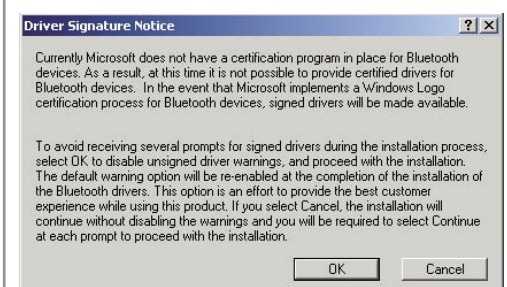 Driver Signature Notice
Currently Microsoft does not have a certification program in place for Bluetooth
devices. As a result, at this time it is not possible to provide certified drivers for
Bluetooth devices. In the event that Microsoft implements a Windows Logo
certification process for Bluetooth devices, signed drivers will be made available.
To avoid receiving several prompts for signed drivers during the installation process,
select OK to disable unsigned driver warnings, and proceed with the installation.
The default warning option will be re-enabled at the completion of the installation of
the Bluetooth drivers. This option is an effort to provide the best customer
experience while using this product. If you select Cancel, the installation will
continue without disabling the warnings and you will be required to select Continue
at each prompt to proceed with the installation.
OK Cancel